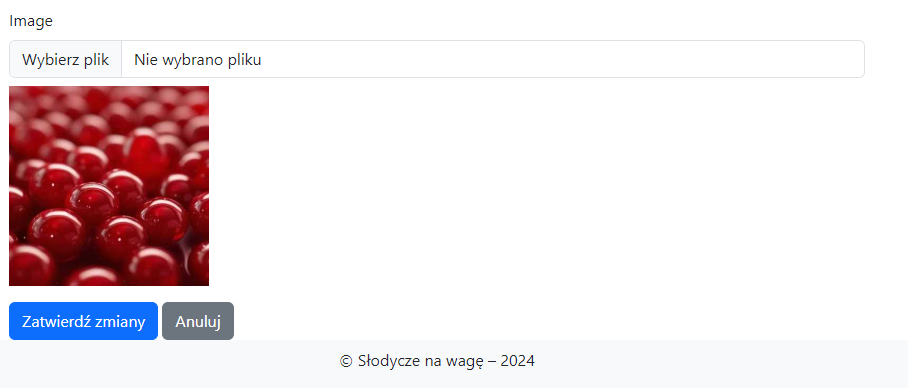 Image
Wybierz plik Nie wybrano pliku
Zatwierdź zmiany Anuluj
© Słodycze na wagę – 2024